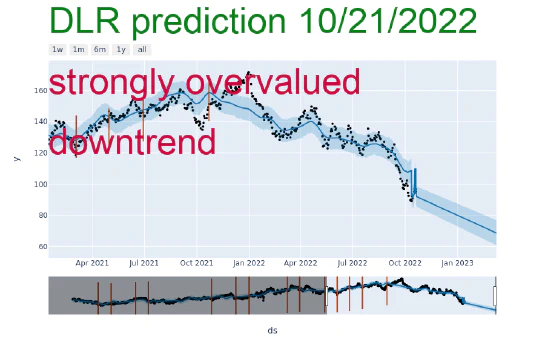 DLR prediction 10/21/2022
1w 1m 6m 1y all
strongly overvalued
downtrend
160
140
120
100
80
60
y
Apr 2021 Jul 2021 Oct 2021 Jan 2022 Apr 2022 Jul 2022 Oct 2022 Jan 2023
ds